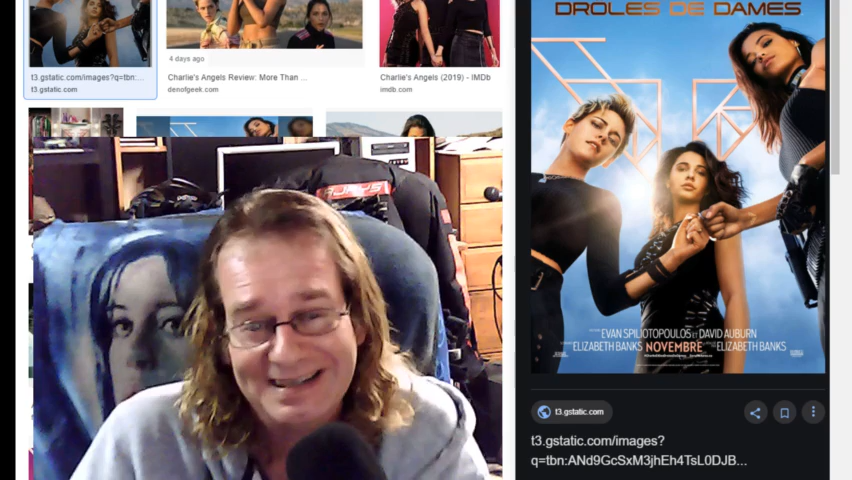 4 days ago
t3.gstatic.com/images?q=tbn:...
t3.gstatic.com
Charlie's Angels Review: More Than ...
denofgeek.com
Charlie's Angels (2019) - IMDb
imdb.com
DROLES DE DAMES
EVAN SPILIOTOPOULOS ET DAVID AUBURN
ELIZABETH BANKS NOVEMBRE ELIZABETH BANKS
t3.gstatic.com
t3.gstatic.com/images?
q=tbn:ANd9GcSxM3jhEh4TsL0DJB...